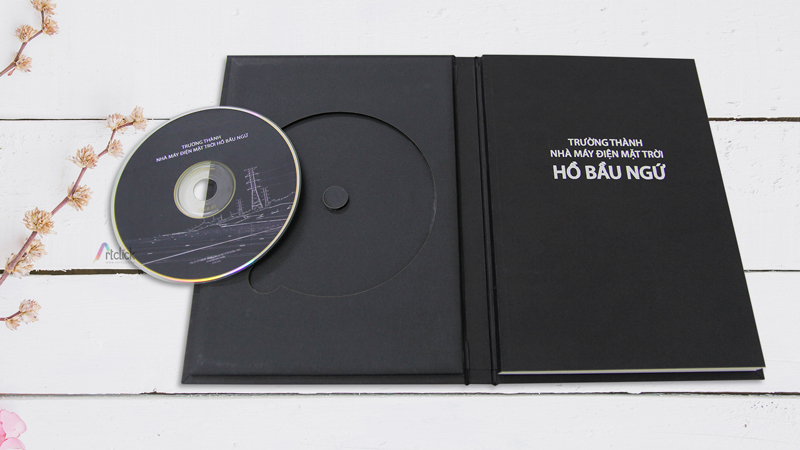 TRƯỜNG THÀNH
NHÀ MÁY ĐIỆN MẶT TRỜI HỒ BẦU NGỨ
Artclick
TRƯỜNG THÀNH
NHÀ MÁY ĐIỆN MẶT TRỜI
HỒ BẦU NGỨ